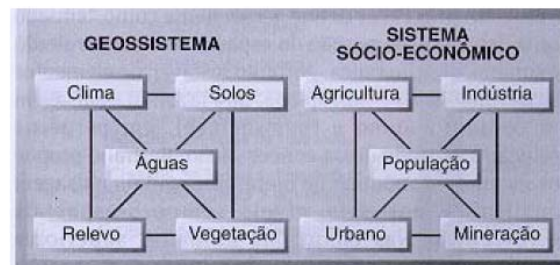 GEOSSISTEMA
Clima
Solos
Águas
Relevo
Vegetação
SISTEMA
SÓCIO-ECONÔMICO
Agricultura
Indústria
População
Urbano
Mineração